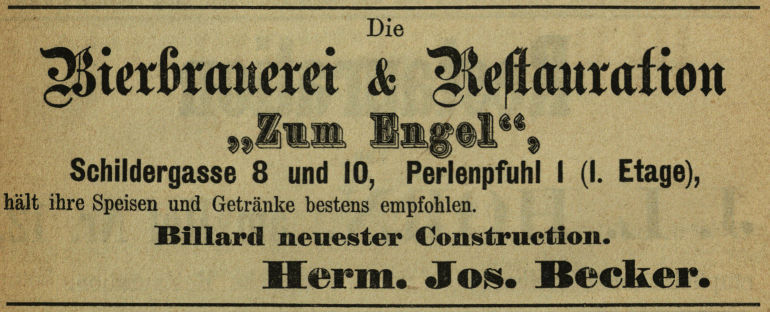 Die
Bierbrauerei & Restauration
„Zum Engel“,
Schildergasse 8 und 10, Perlenpfuhl 1 (1. Etage),
hält ihre Speisen und Getränke bestens empfohlen.
Billard neuester Construction.
Herm. Jos. Becker.